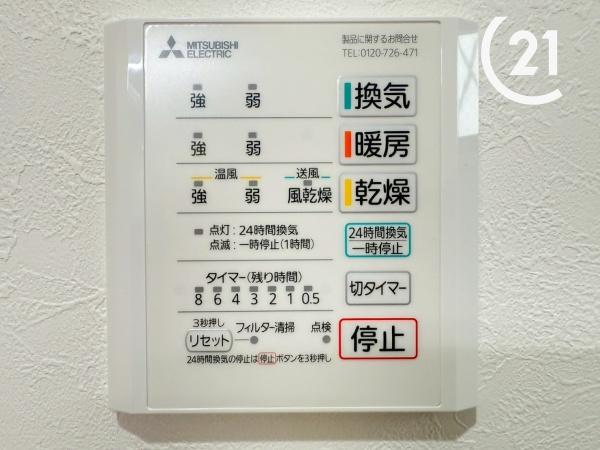 MITSUBISHI
ELECTRIC
製品に関するお問合せ
TEL:0120-726-471
21
強 弱 換気
強 弱 暖房
温風 送風
強 弱 風乾燥 乾燥
点灯:24時間換気
点滅:一時停止(1時間)
24時間換気
一時停止
タイマー(残り時間)
8 6 4 3 2 1 0.5
切タイマー
3秒押し
リセット フィルター清掃 点検
停止
24時間換気の停止は停止ボタンを3秒押し